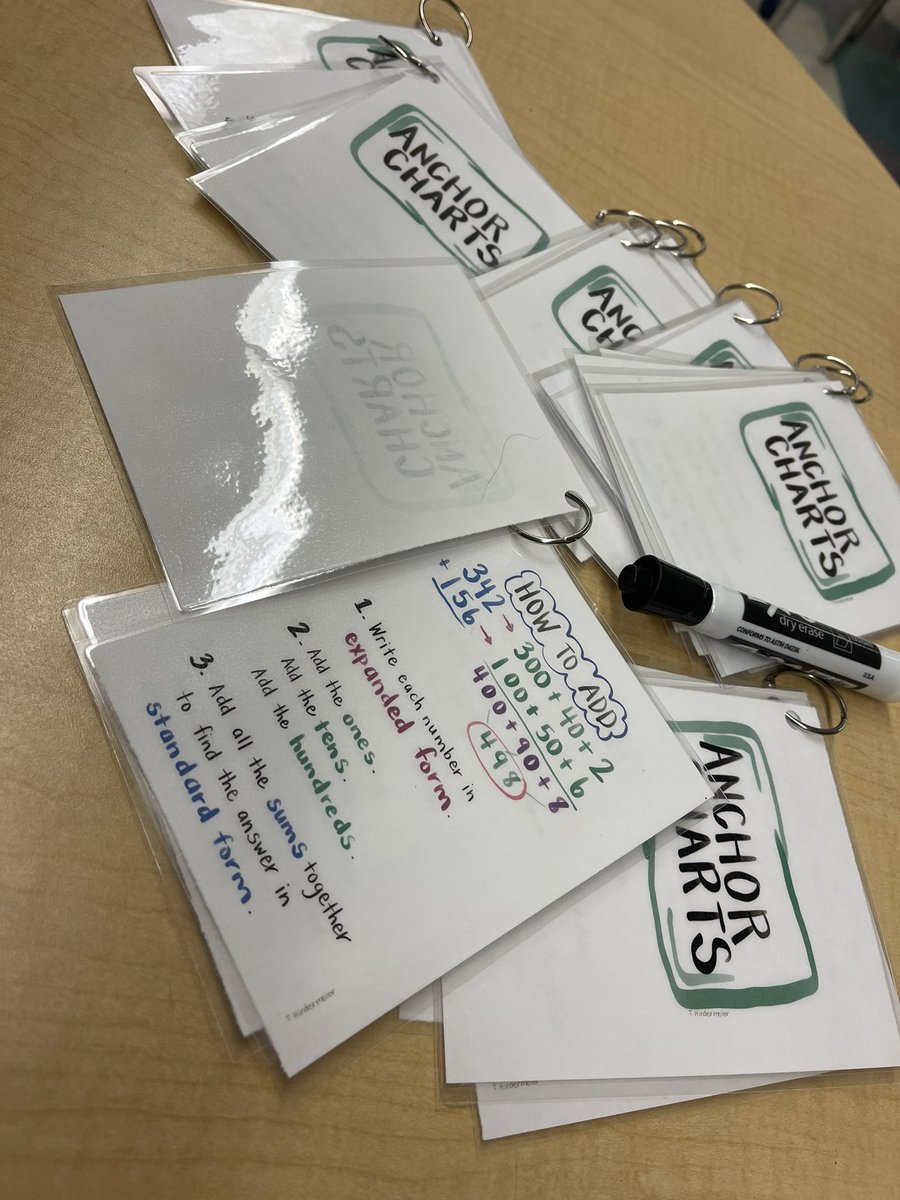 ANCHOR
CHARTS
ANCHOR
CHARTS
ANCHOR
CHARTS
ANCHOR
CHARTS
dry erase
CONFORMS TO ASTM D4236
USA
HOW TO ADD
342 → 300 + 40 + 2
+ 156 → 100 + 50 + 6
400 + 90 + 8
498
1. Write each number in
expanded form.
2. Add the ones.
Add the tens.
Add the hundreds.
3. Add all the sums together
to find the answer in
standard form.
T Hindermeier
ANCHOR
CHARTS
T Hindermeier
T Hindermeier